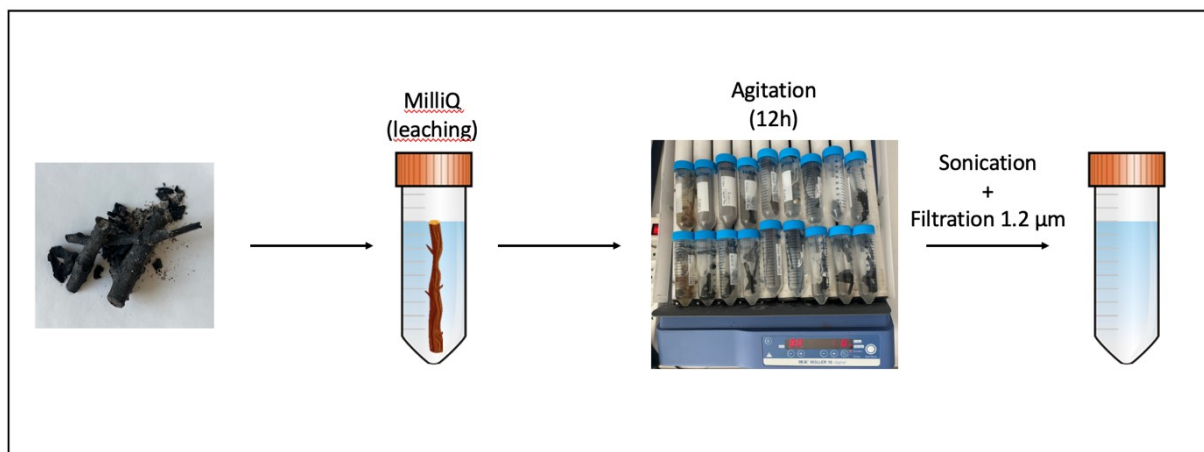 MilliQ
(leaching)
Agitation
(12h)
Sonication
+
Filtration 1.2 µm